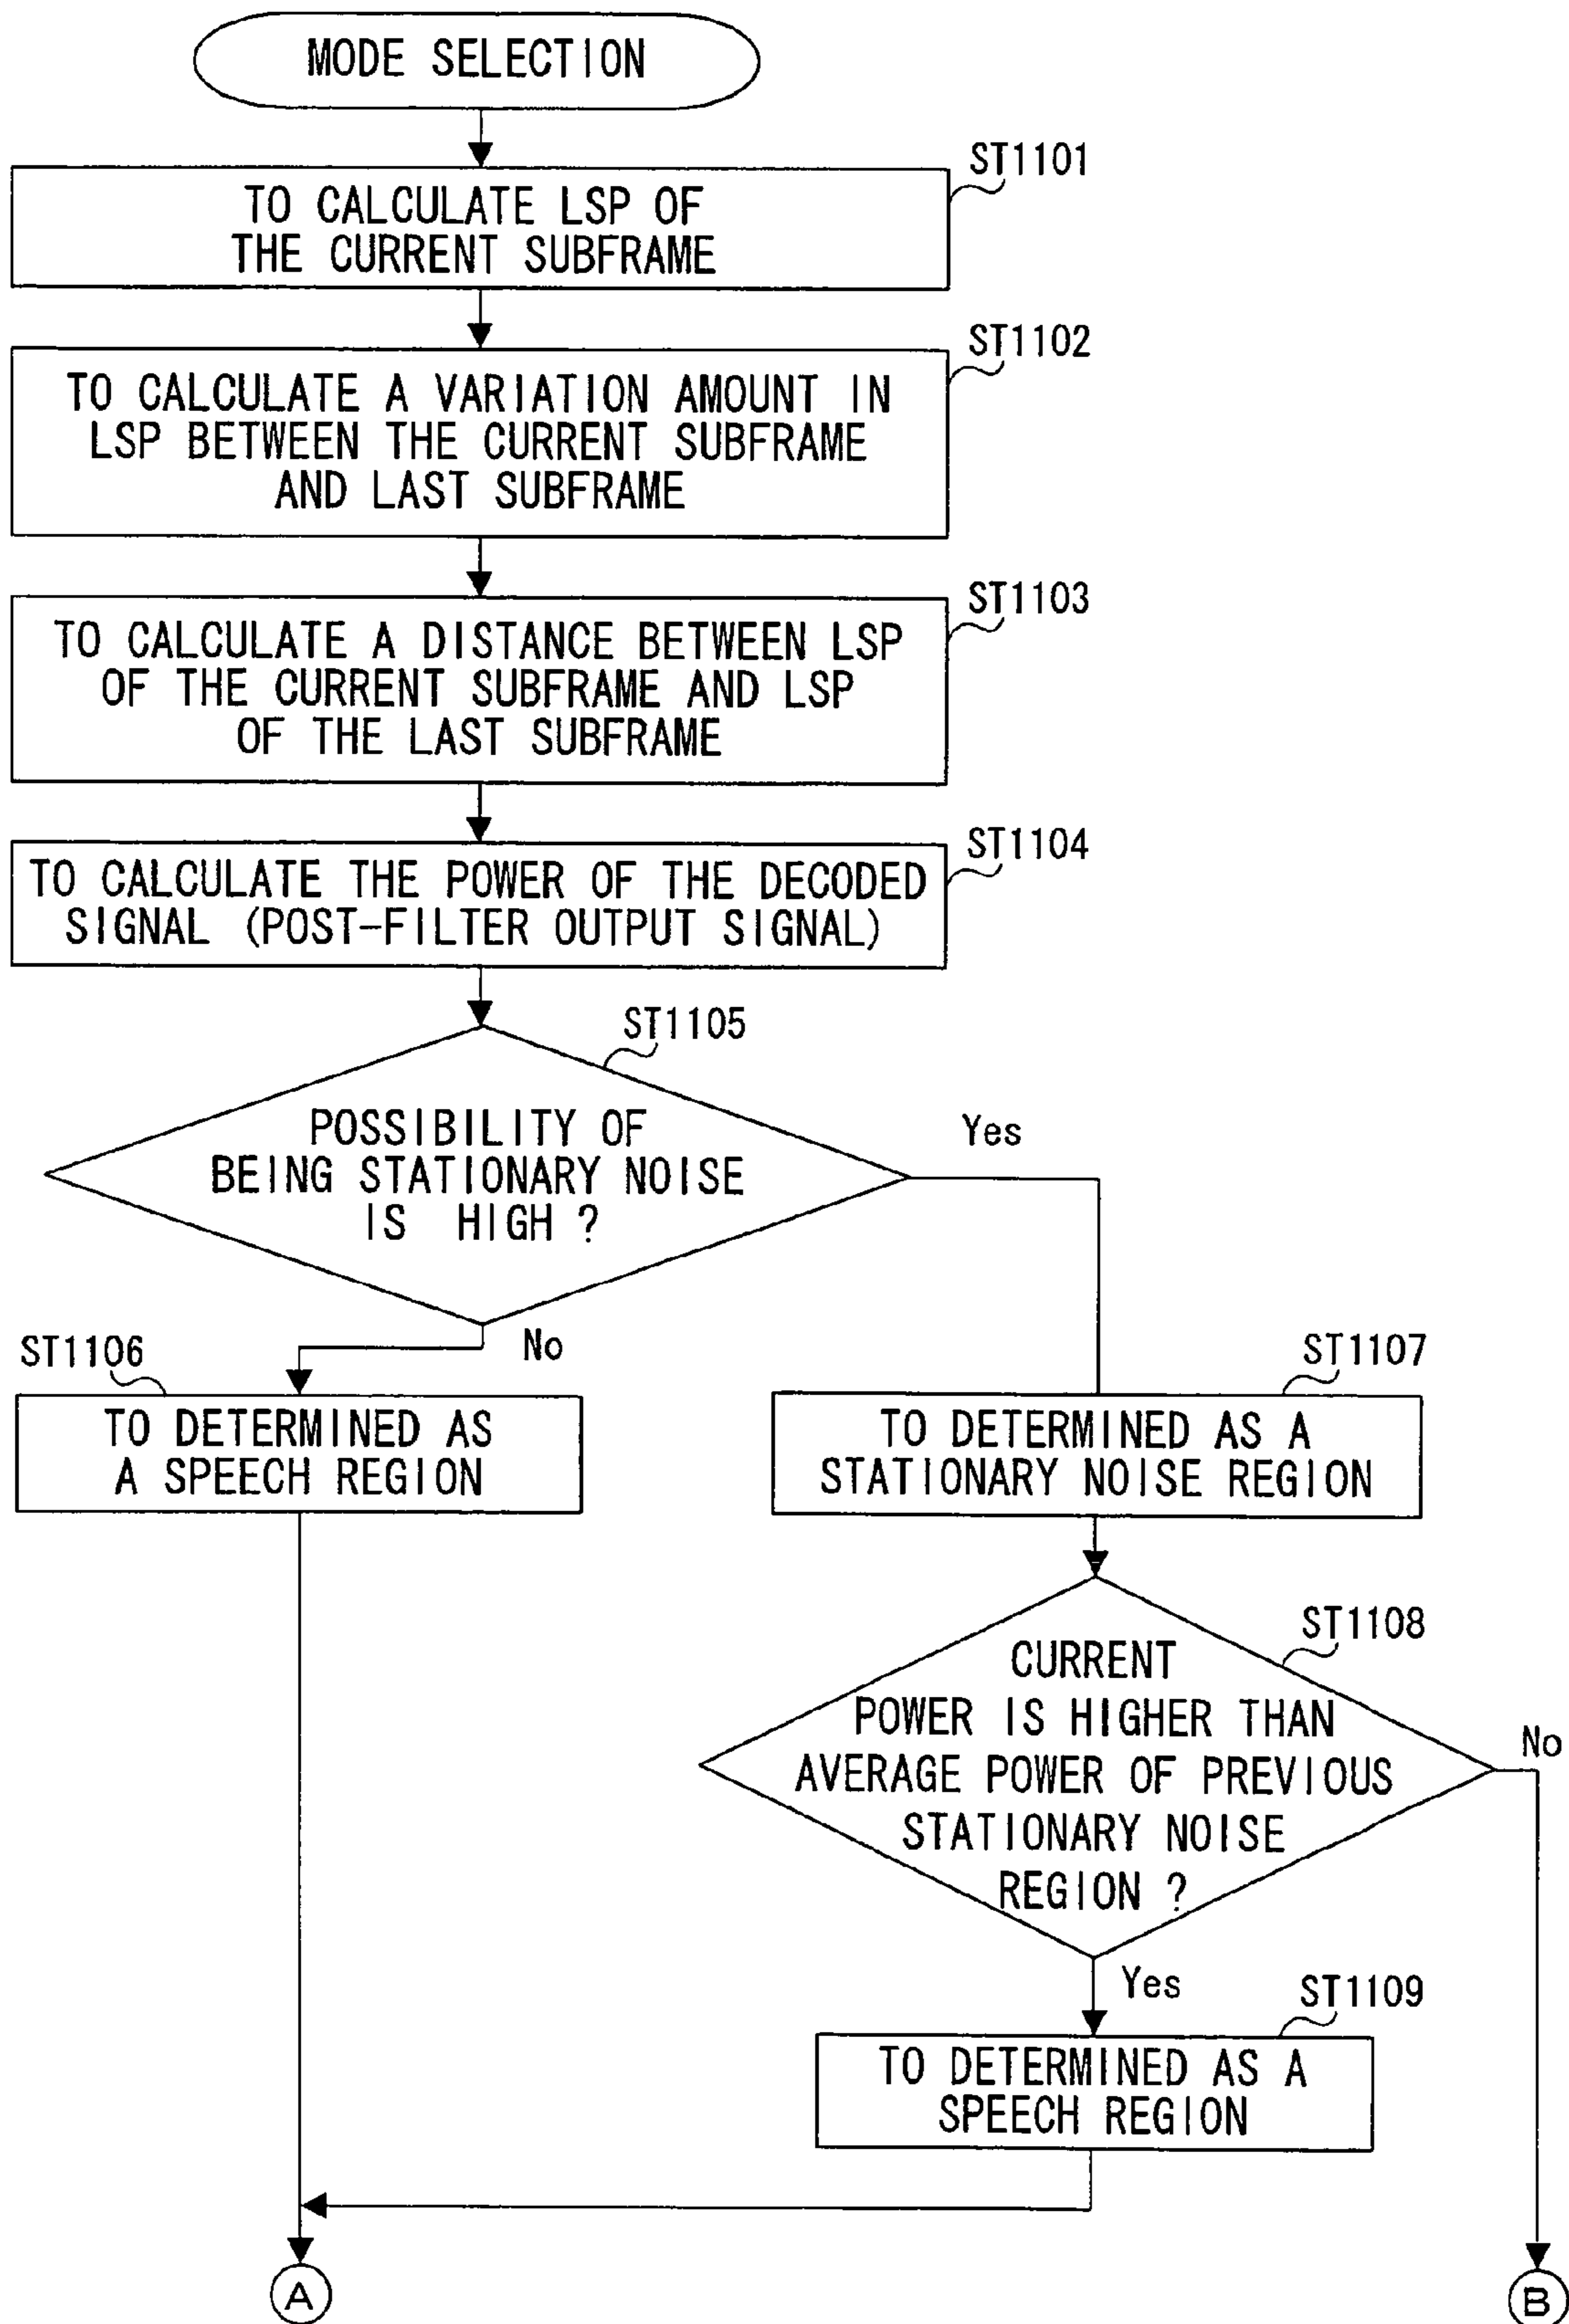 MODE SELECTION
ST1101
TO CALCULATE LSP OF
THE CURRENT SUBFRAME
ST1102
TO CALCULATE A VARIATION AMOUNT IN
LSP BETWEEN THE CURRENT SUBFRAME
AND LAST SUBFRAME
ST1103
TO CALCULATE A DISTANCE BETWEEN LSP
OF THE CURRENT SUBFRAME AND LSP
OF THE LAST SUBFRAME
ST1104
TO CALCULATE THE POWER OF THE DECODED
SIGNAL (POST-FILTER OUTPUT SIGNAL)
ST1105
POSSIBILITY OF
BEING STATIONARY NOISE
IS HIGH ?
Yes
No
ST1106
TO DETERMINED AS
A SPEECH REGION
ST1107
TO DETERMINED AS A
STATIONARY NOISE REGION
ST1108
CURRENT
POWER IS HIGHER THAN
AVERAGE POWER OF PREVIOUS
STATIONARY NOISE
REGION ?
No
Yes
ST1109
TO DETERMINED AS A
SPEECH REGION
A
B